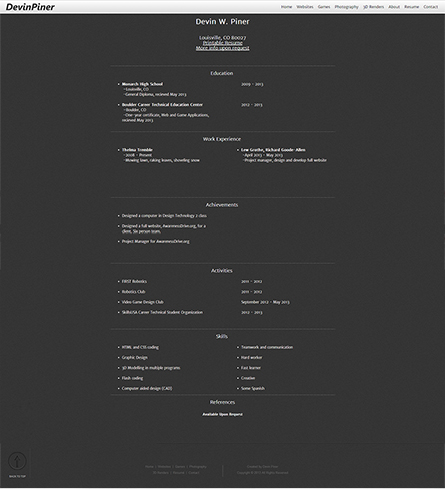 DevinPiner
Home Websites Games Photography 3D Renders About Resume Contact
Devin W. Piner
Louisville, CO 80027
Printable Resume
More info upon request
Education
• Monarch High School 2009 - 2013
-Louisville, CO
-General Diploma, recieved May 2013
• Boulder Career Technical Education Center 2012 - 2013
-Boulder, CO
-One-year certificate, Web and Game Applications,
recieved May 2013
Work Experience
• Thelma Tremble • Lew Grothe, Richard Goode-Allen
-2008 - Present -April 2013 - May 2013
-Mowing lawn, raking leaves, shoveling snow -Project manager, design and develop full website
Achievements
• Designed a computer in Design Technology 2 class
• Designed a full website, AwarenessDrive.org, for a
client. Six person team.
• Project Manager for AwarenessDrive.org
Activities
• FIRST Robotics 2011 - 2012
• Robotics Club 2011 - 2012
• Video Game Design Club September 2012 - May 2013
• SkillsUSA Career Technical Student Organization 2012 - 2013
Skills
• HTML and CSS coding • Teamwork and communication
• Graphic Design • Hard worker
• 3D Modelling in multiple programs • Fast learner
• Flash coding • Creative
• Computer aided design (CAD) • Some Spanish
References
Available Upon Request
BACK TO TOP